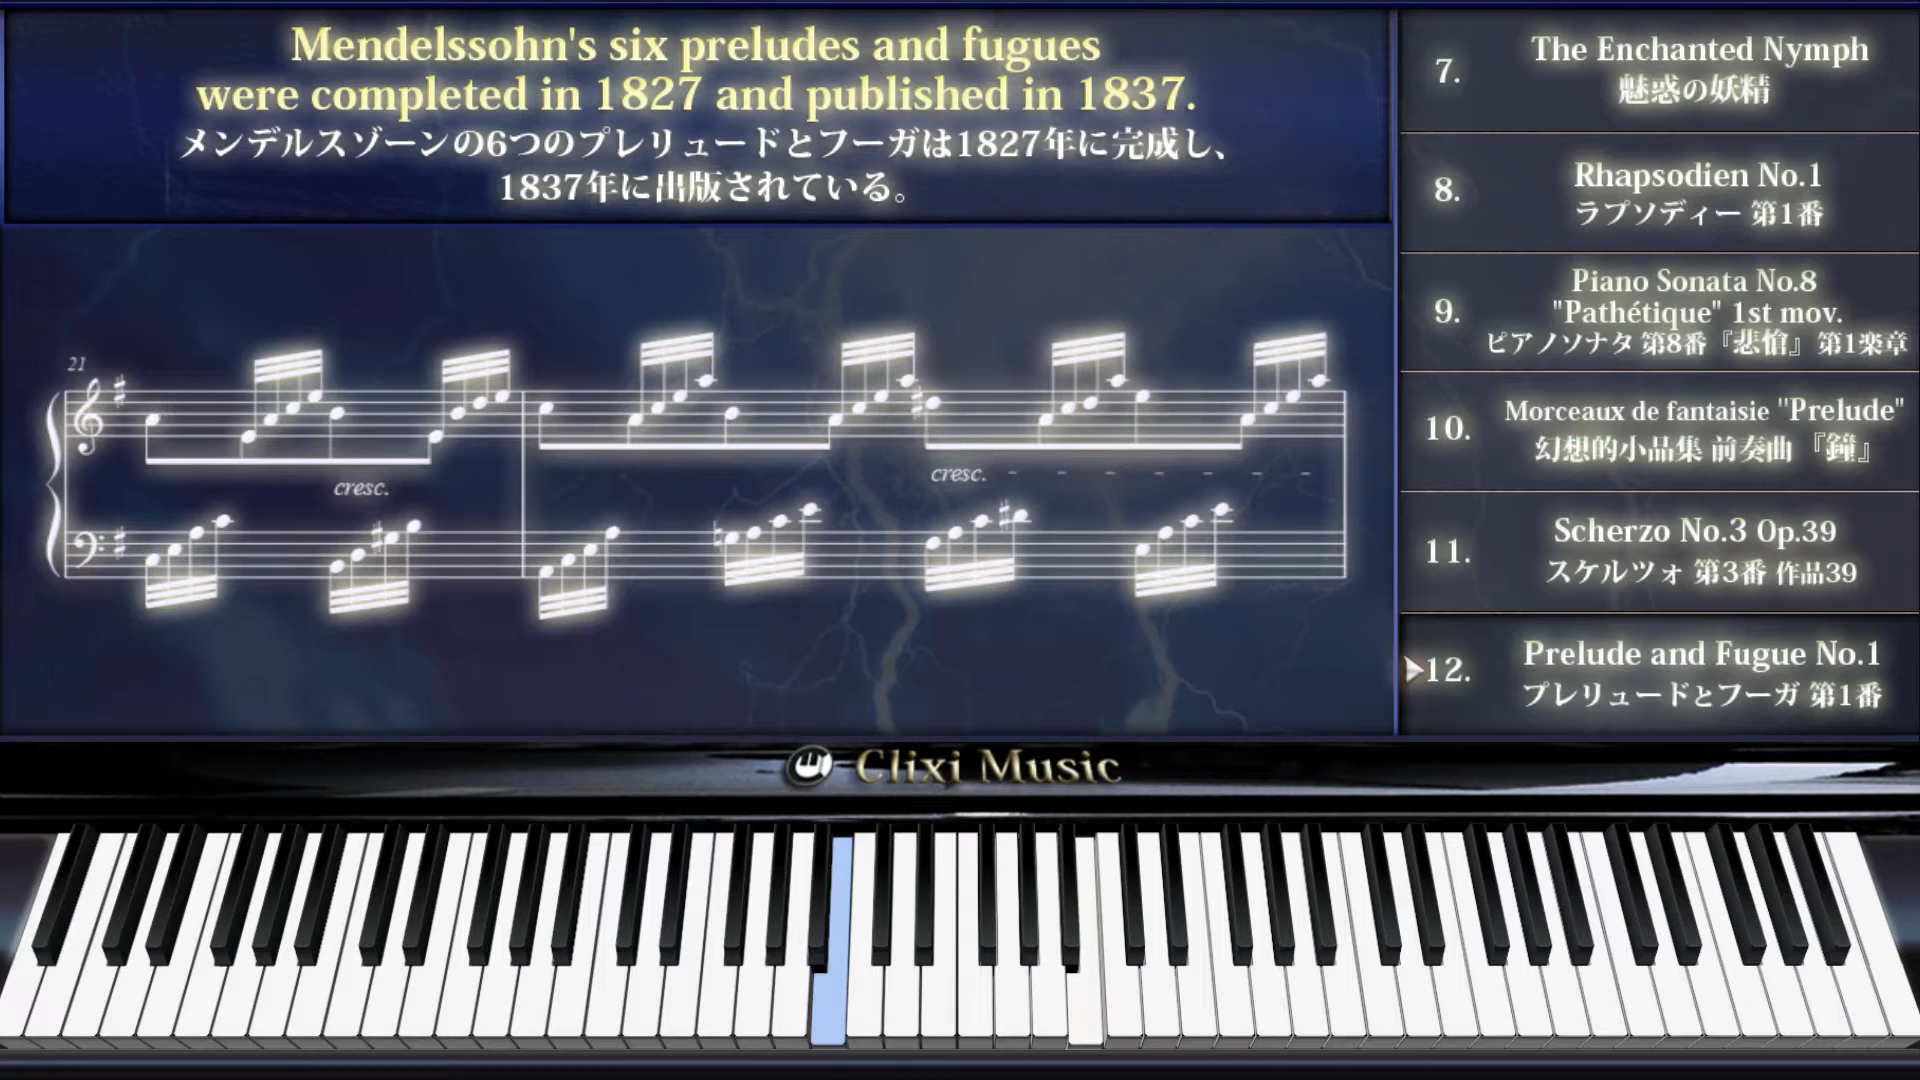 Mendelssohn's six preludes and fugues
were completed in 1827 and published in 1837.
メンデルスゾーンの6つのプレリュードとフーガは1827年に完成し、
1837年に出版されている。
21
cresc.
cresc.
7. The Enchanted Nymph
魅惑の妖精
8. Rhapsodien No.1
ラプソディー 第1番
9. Piano Sonata No.8
"Pathétique" 1st mov.
ピアノソナタ 第8番『悲愴』第1楽章
10. Morceaux de fantaisie "Prelude"
幻想的小品集 前奏曲 『鐘』
11. Scherzo No.3 Op.39
スケルツォ 第3番 作品39
12. Prelude and Fugue No.1
プレリュードとフーガ 第1番
Clixi Music